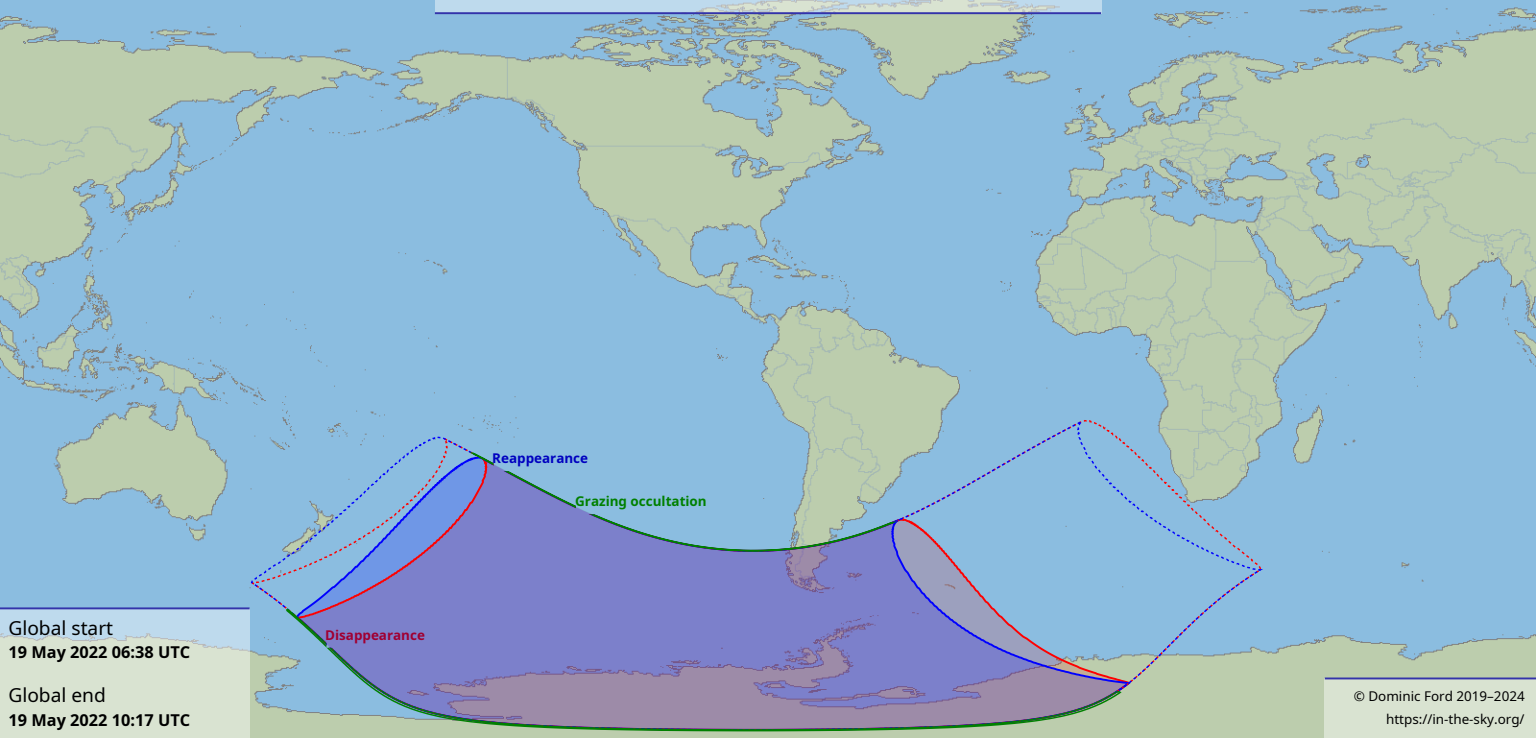 Reappearance
Grazing occultation
Disappearance
Global start
19 May 2022 06:38 UTC
Global end
19 May 2022 10:17 UTC
© Dominic Ford 2019–2024
https://in-the-sky.org/